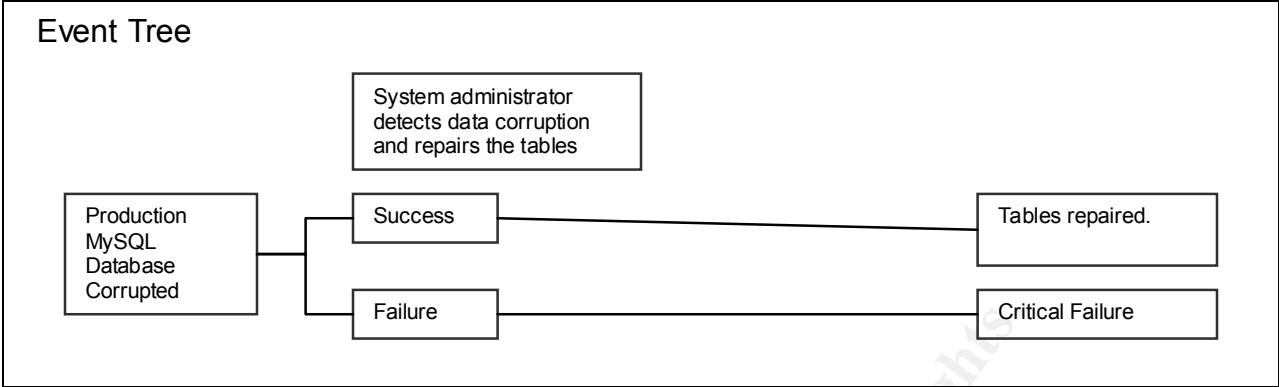 Event Tree
System administrator
detects data corruption
and repairs the tables
Production
MySQL
Database
Corrupted
Success
Tables repaired.
Failure
Critical Failure